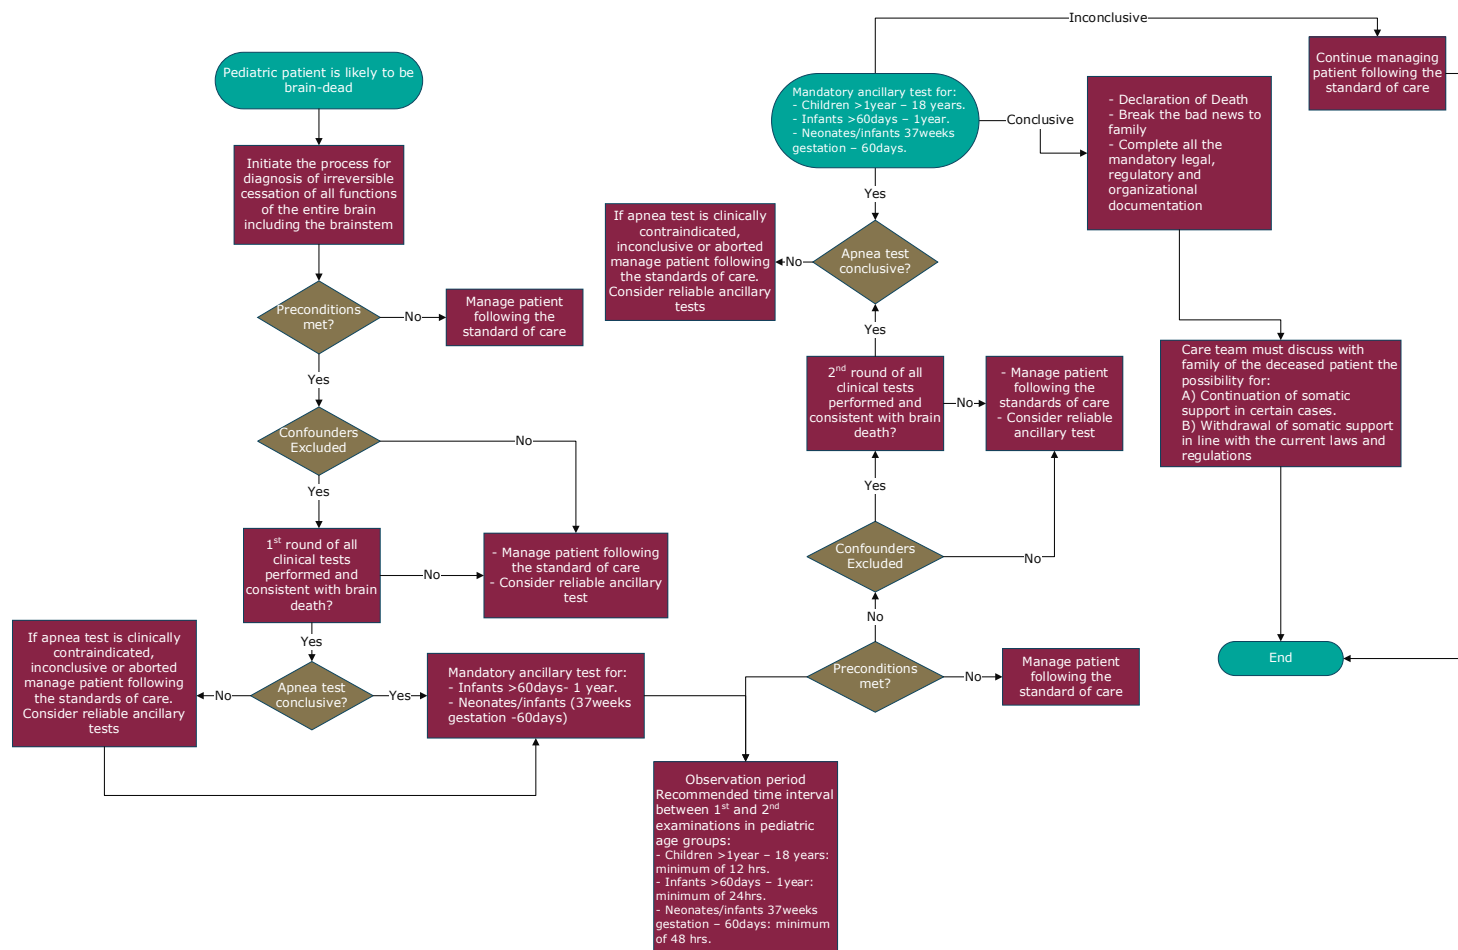 Pediatric patient is likely to be
brain-dead
Initiate the process for
diagnosis of irreversible
cessation of all functions
of the entire brain
including the brainstem
Preconditions
met?
No
Manage patient
following the
standard of care
Yes
Confounders
Excluded
No
Yes
1st round of all
clinical tests
performed and
consistent with brain
death?
No
- Manage patient following
the standard of care
- Consider reliable ancillary
test
Yes
Apnea test
conclusive?
No
If apnea test is clinically
contraindicated,
inconclusive or aborted
manage patient following
the standards of care.
Consider reliable ancillary
tests
Yes
Mandatory ancillary test for:
- Infants >60days- 1 year.
- Neonates/infants (37weeks
gestation -60days)
Observation period
Recommended time interval
between 1st and 2nd
examinations in pediatric
age groups:
- Children >1year – 18 years:
minimum of 12 hrs.
- Infants >60days – 1year:
minimum of 24hrs.
- Neonates/infants 37weeks
gestation – 60days: minimum
of 48 hrs.
Preconditions
met?
No
Manage patient
following the
standard of care
No
Confounders
Excluded
No
Yes
2nd round of all
clinical tests
performed and
consistent with brain
death?
No
- Manage patient
following the
standards of care
- Consider reliable
ancillary test
Yes
Apnea test
conclusive?
No
If apnea test is clinically
contraindicated,
inconclusive or aborted
manage patient following
the standards of care.
Consider reliable ancillary
tests
Yes
Mandatory ancillary test for:
- Children >1year – 18 years.
- Infants >60days – 1year.
- Neonates/infants 37weeks
gestation – 60days.
Inconclusive
Continue managing
patient following the
standard of care
Conclusive
- Declaration of Death
- Break the bad news to
family
- Complete all the
mandatory legal,
regulatory and
organizational
documentation
Care team must discuss with
family of the deceased patient the
possibility for:
A) Continuation of somatic
support in certain cases.
B) Withdrawal of somatic support
in line with the current laws and
regulations
End